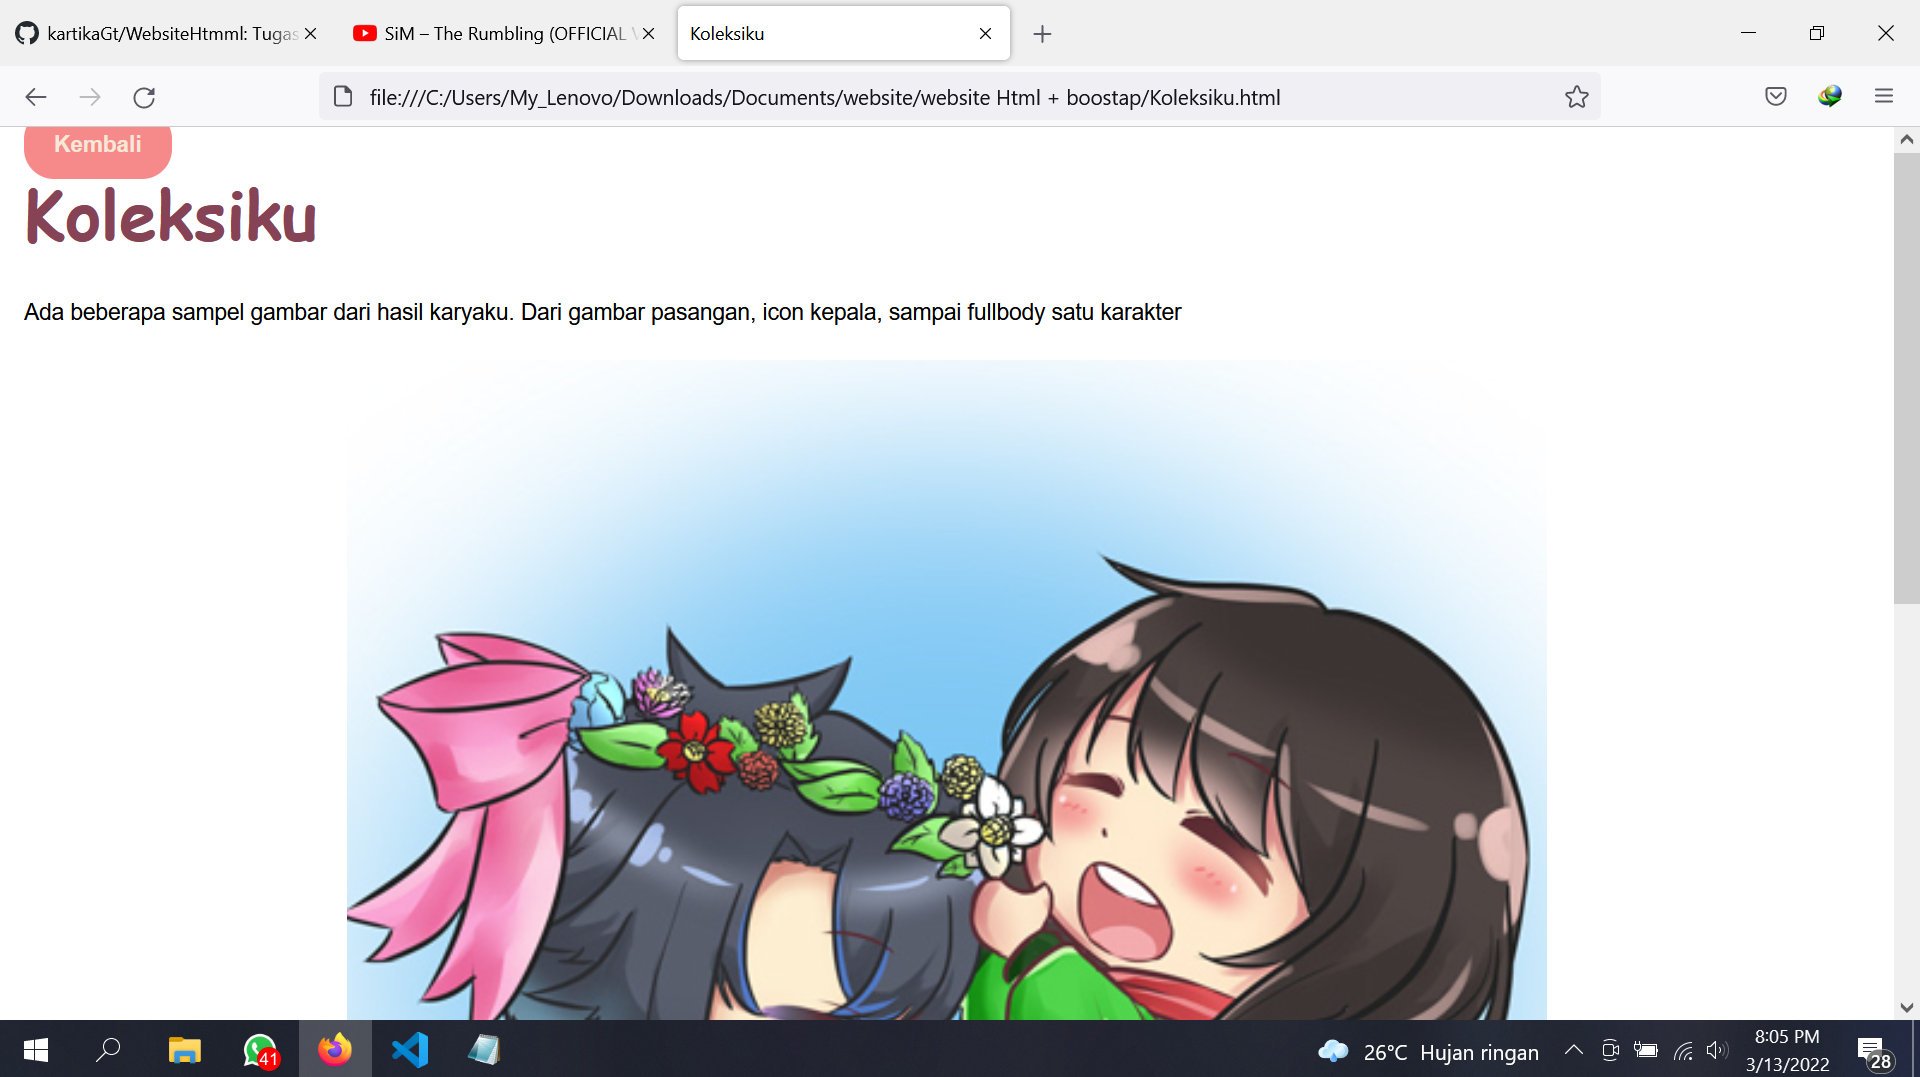 kartikaGt/WebsiteHtmml: Tugas
SiM – The Rumbling (OFFICIAL V
Koleksiku
file:///C:/Users/My_Lenovo/Downloads/Documents/website/website Html + boostap/Koleksiku.html
Kembali
Koleksiku
Ada beberapa sampel gambar dari hasil karyaku. Dari gambar pasangan, icon kepala, sampai fullbody satu karakter
41
26°C Hujan ringan
8:05 PM
3/13/2022
28